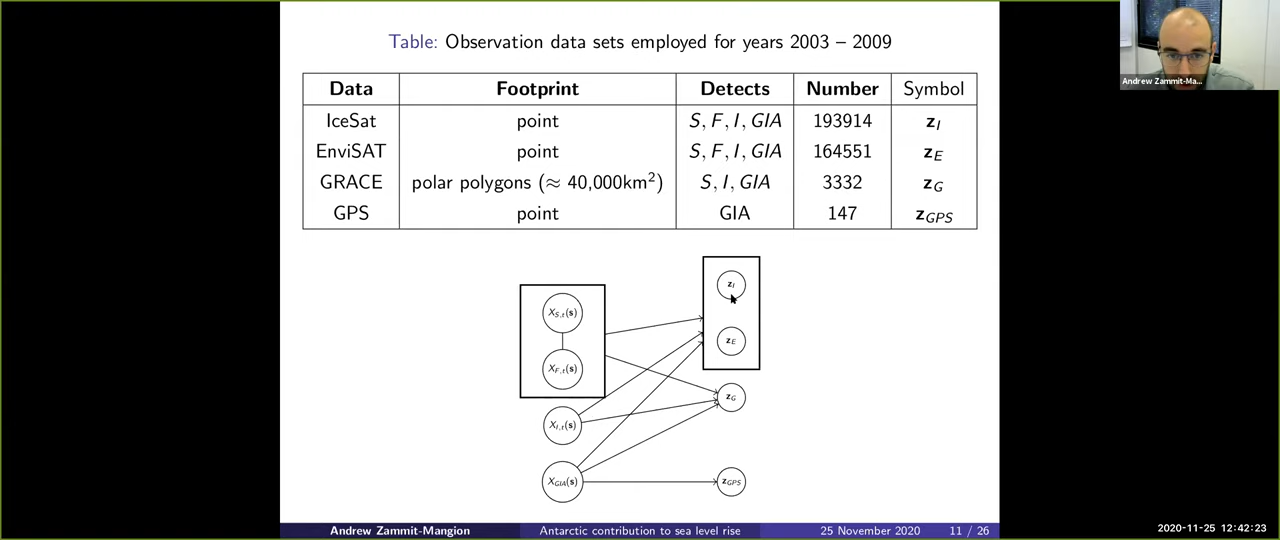 Table: Observation data sets employed for years 2003 – 2009
Data Footprint Detects Number Symbol
IceSat point S, F, I, GIA 193914 z_I
EnviSAT point S, F, I, GIA 164551 z_E
GRACE polar polygons (≈ 40,000km²) S, I, GIA 3332 z_G
GPS point GIA 147 z_GPS
z_I
X_S,t(s)
z_E
X_F,t(s)
z_G
X_I,t(s)
X_GIA(s)
z_GPS
Andrew Zammit-Mangion Antarctic contribution to sea level rise 25 November 2020 11 / 26
Andrew Zammit-Ma...
2020-11-25 12:42:23